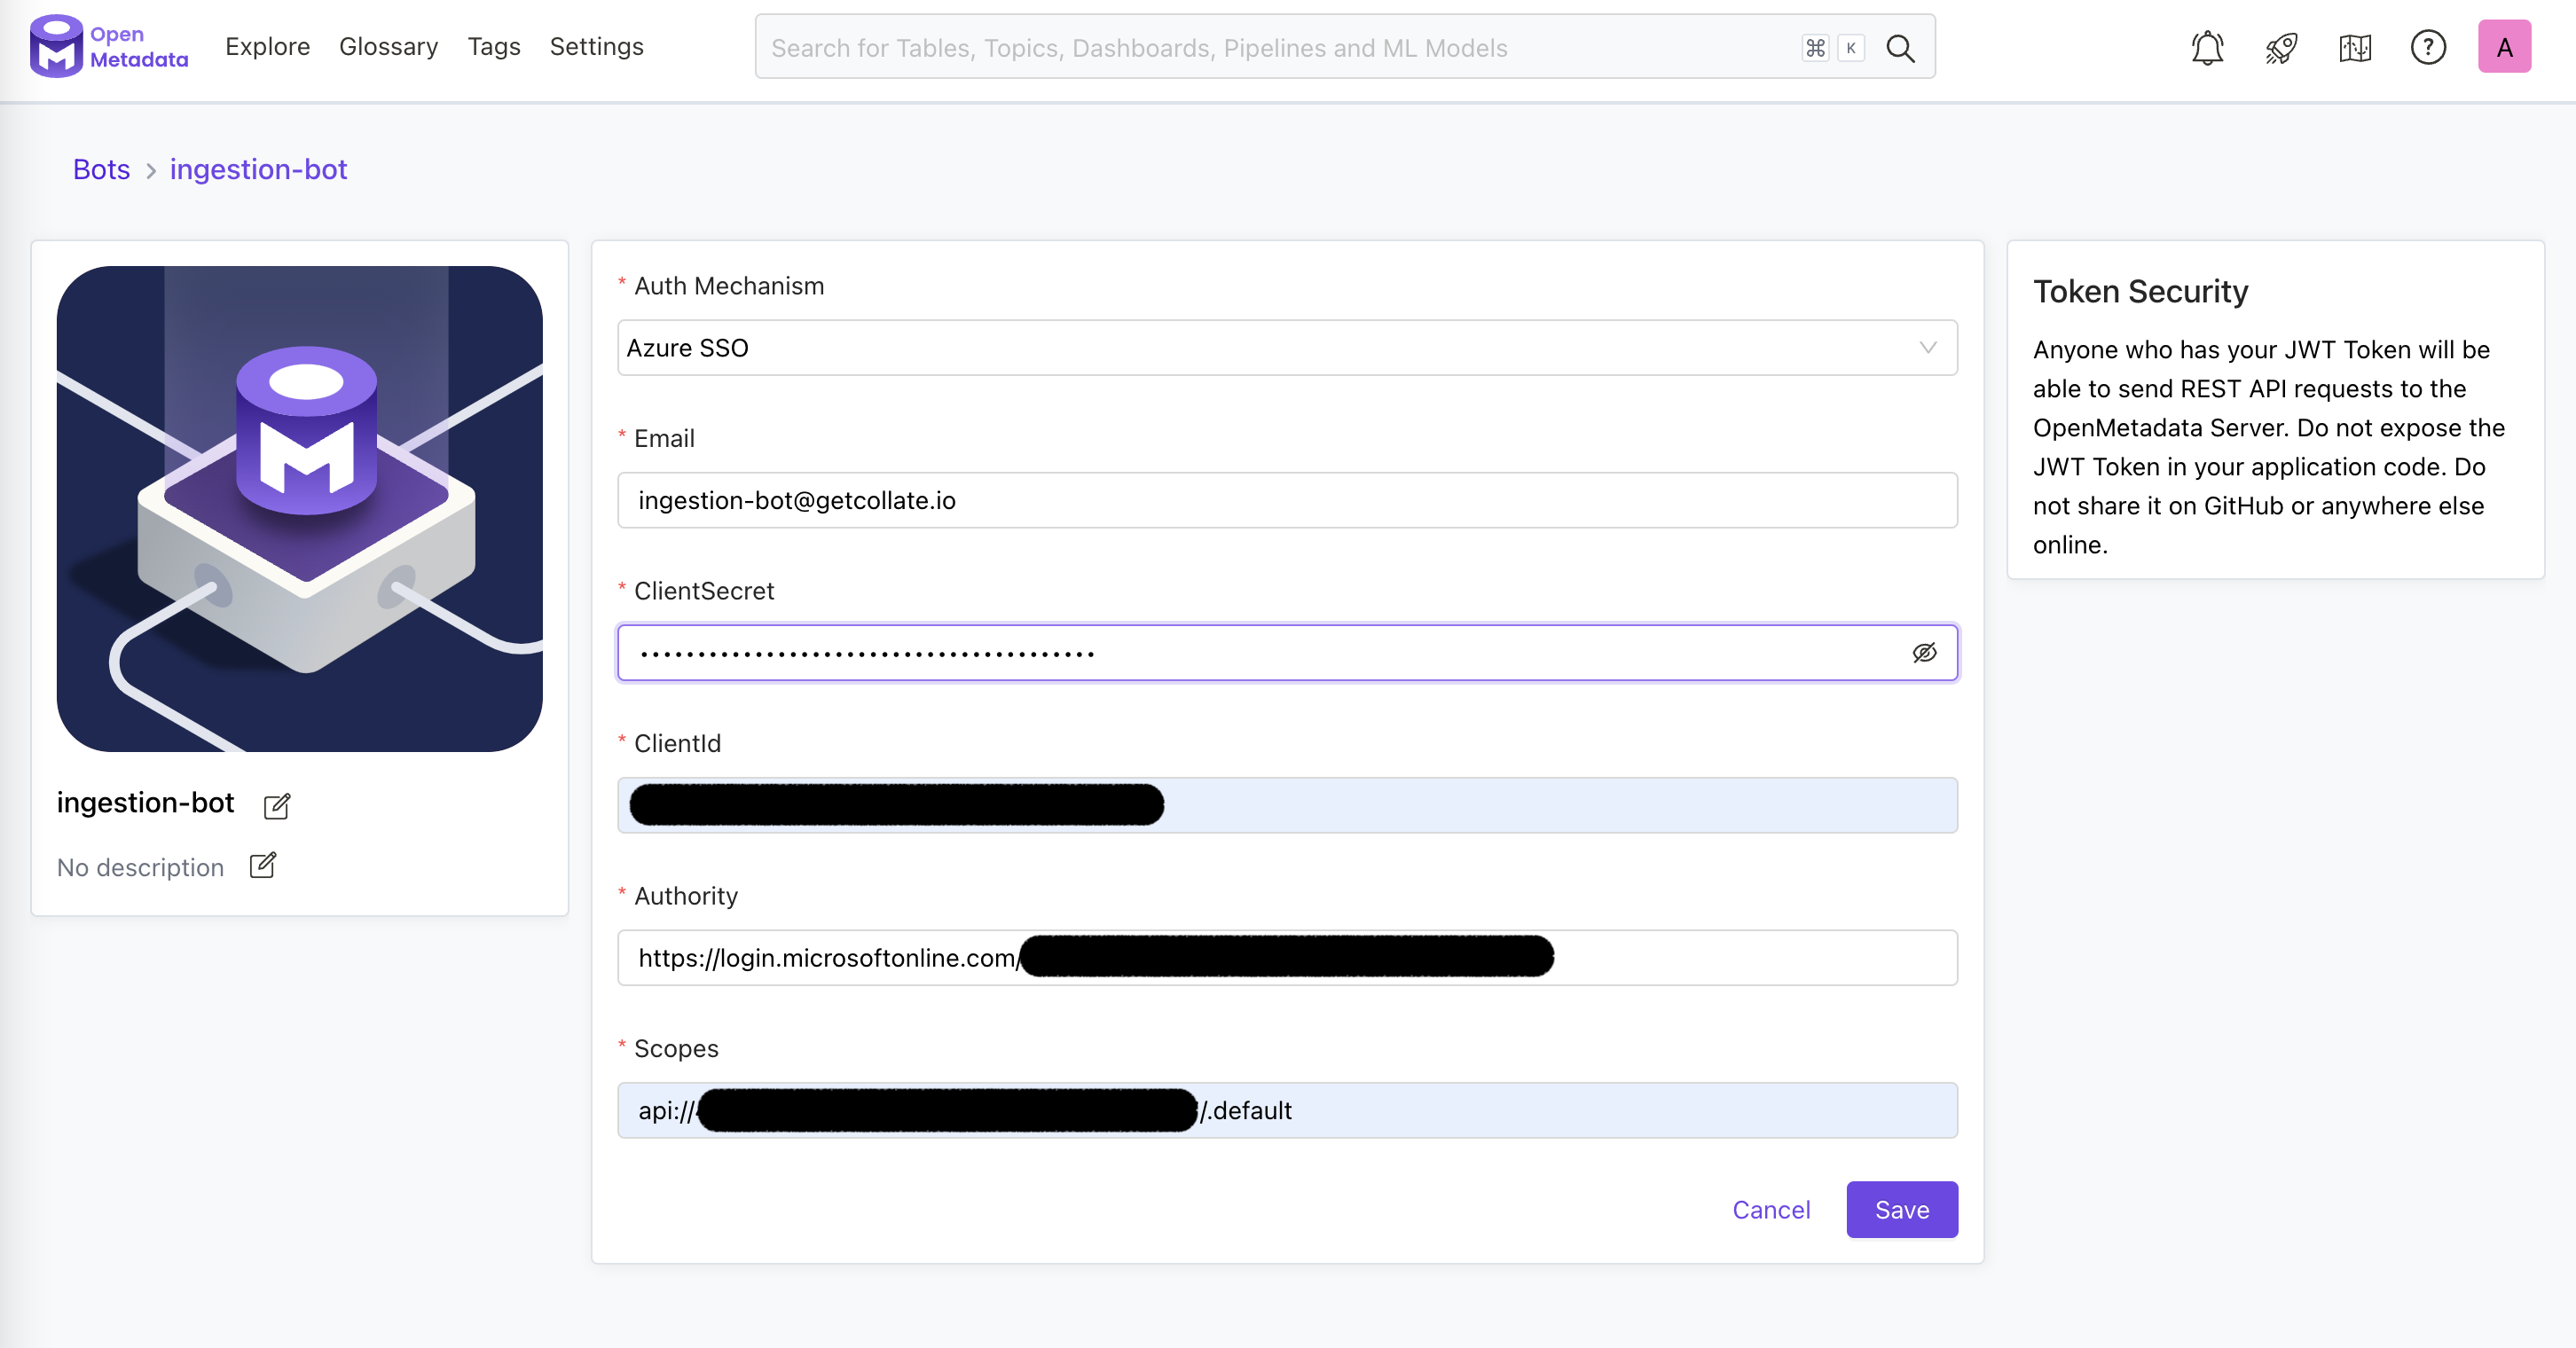 Open
Metadata
Explore
Glossary
Tags
Settings
Search for Tables, Topics, Dashboards, Pipelines and ML Models
⌘ K
?
A
Bots > ingestion-bot
M
ingestion-bot
No description
* Auth Mechanism
Azure SSO
* Email
ingestion-bot@getcollate.io
* ClientSecret
••••••••••••••••••••••••••••••••••••••••
* ClientId
* Authority
https://login.microsoftonline.com/
* Scopes
api://
/.default
Cancel
Save
Token Security
Anyone who has your JWT Token will be
able to send REST API requests to the
OpenMetadata Server. Do not expose the
JWT Token in your application code. Do
not share it on GitHub or anywhere else
online.